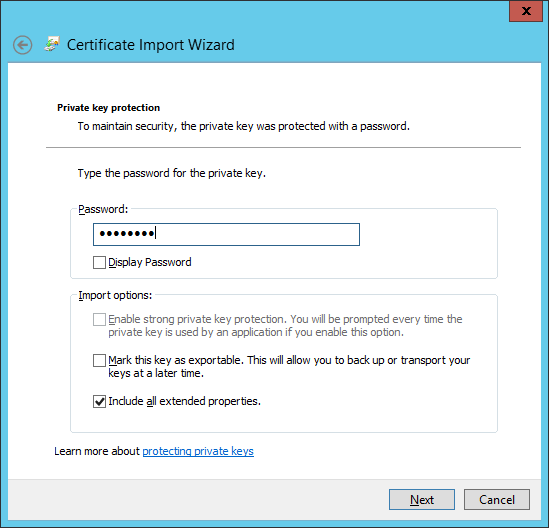 Certificate Import Wizard
Private key protection
To maintain security, the private key was protected with a password.
Type the password for the private key.
Password:
●●●●●●●●
Display Password
Import options:
Enable strong private key protection. You will be prompted every time the
private key is used by an application if you enable this option.
Mark this key as exportable. This will allow you to back up or transport your
keys at a later time.
Include all extended properties.
Learn more about protecting private keys
Next
Cancel